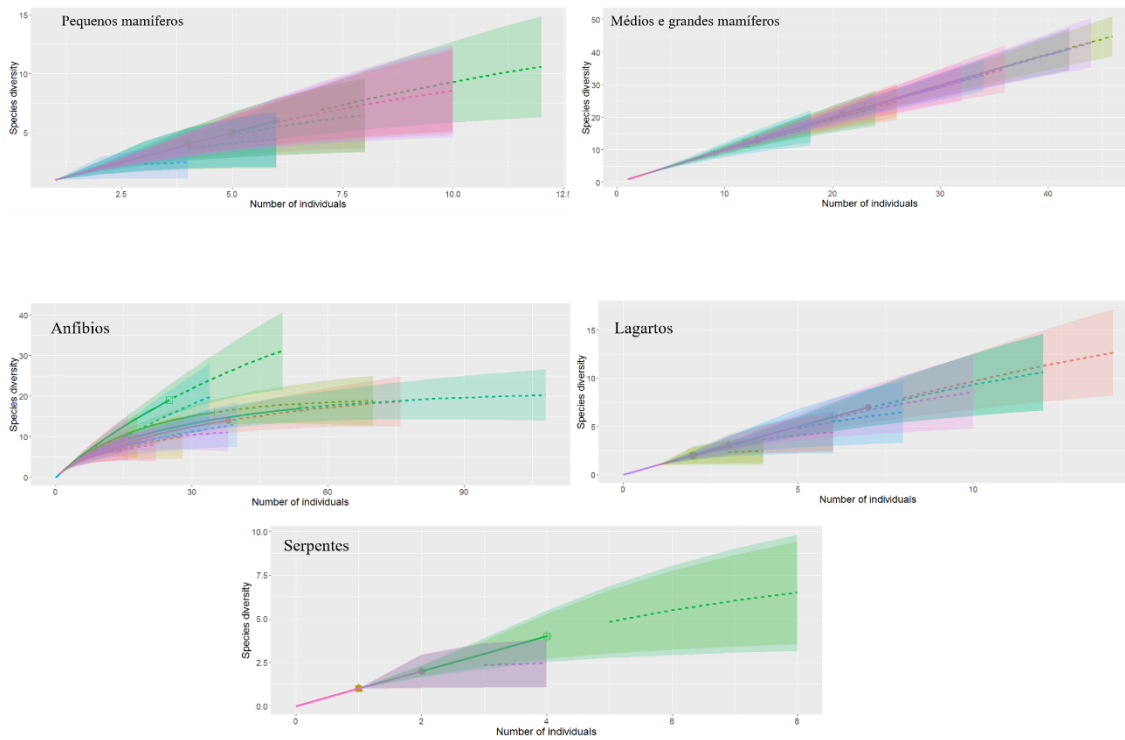 Pequenos mamíferos
Species diversity
15
10
5
2.5
5.0
7.5
10.0
12.5
Number of individuals
Médios e grandes mamíferos
Species diversity
50
40
30
20
10
0
10
20
30
40
Number of individuals
Anfíbios
Species diversity
40
30
20
10
0
0
30
60
90
Number of individuals
Lagartos
Species diversity
15
10
5
0
0
5
10
Number of individuals
Serpentes
Species diversity
10.0
7.5
5.0
2.5
0.0
0
2
4
6
8
Number of individuals